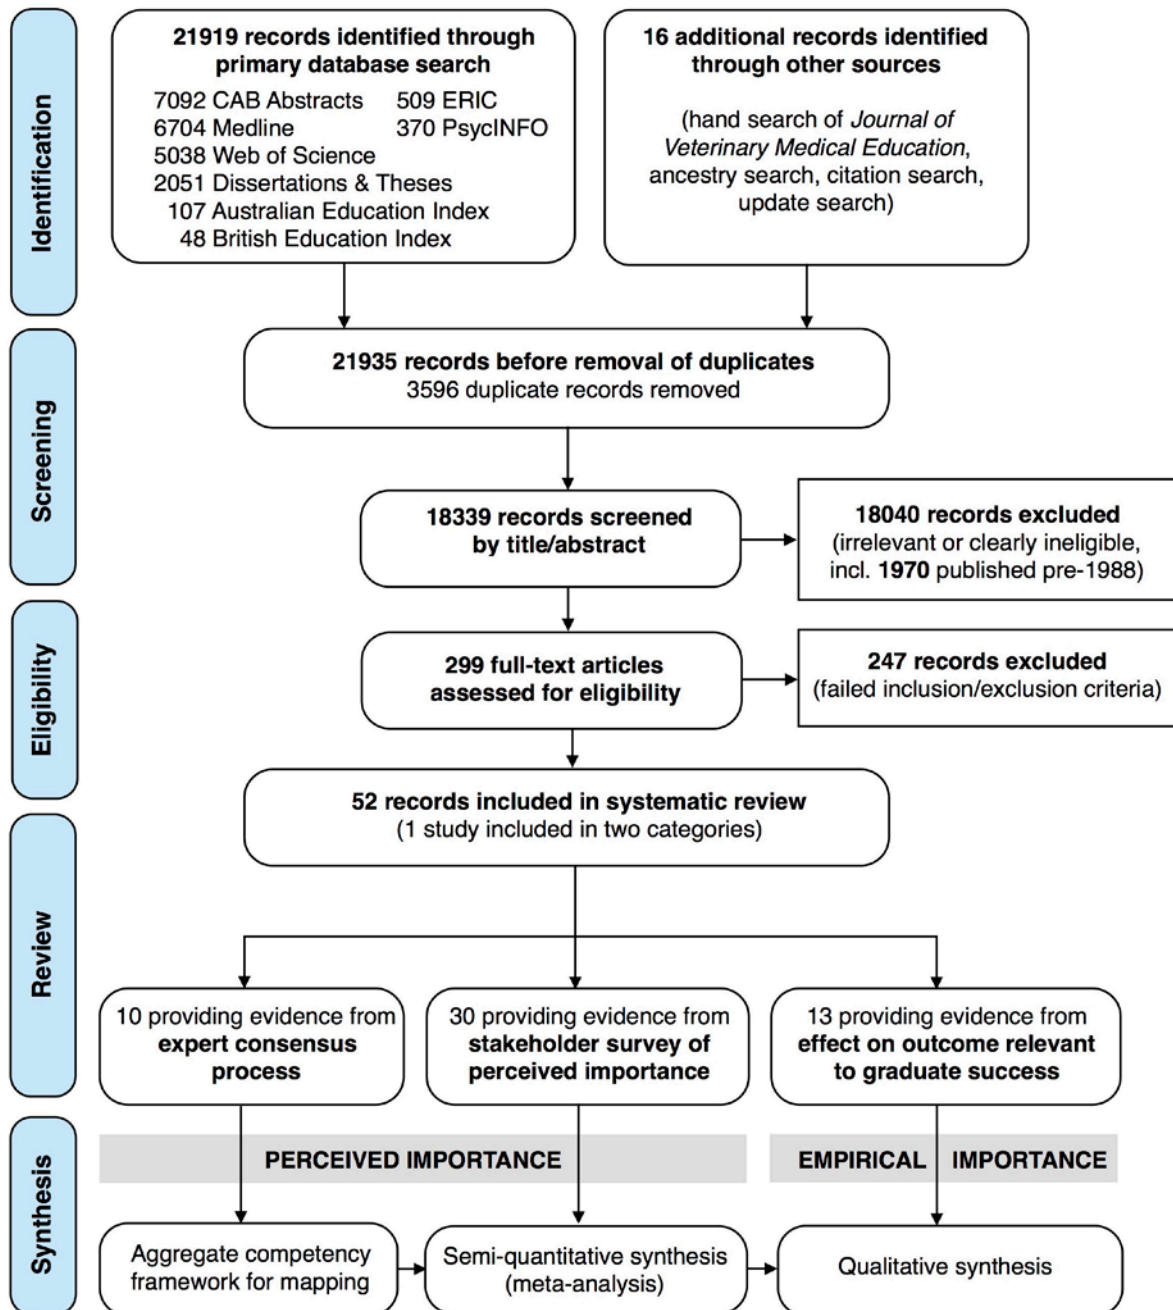 Identification
21919 records identified through
primary database search
7092 CAB Abstracts 509 ERIC
6704 Medline 370 PsycINFO
5038 Web of Science
2051 Dissertations & Theses
107 Australian Education Index
48 British Education Index
16 additional records identified
through other sources
(hand search of Journal of
Veterinary Medical Education,
ancestry search, citation search,
update search)
Screening
21935 records before removal of duplicates
3596 duplicate records removed
18339 records screened
by title/abstract
18040 records excluded
(irrelevant or clearly ineligible,
incl. 1970 published pre-1988)
Eligibility
299 full-text articles
assessed for eligibility
247 records excluded
(failed inclusion/exclusion criteria)
52 records included in systematic review
(1 study included in two categories)
Review
10 providing evidence from
expert consensus
process
30 providing evidence from
stakeholder survey of
perceived importance
13 providing evidence from
effect on outcome relevant
to graduate success
Synthesis
PERCEIVED IMPORTANCE
EMPIRICAL IMPORTANCE
Aggregate competency
framework for mapping
Semi-quantitative synthesis
(meta-analysis)
Qualitative synthesis